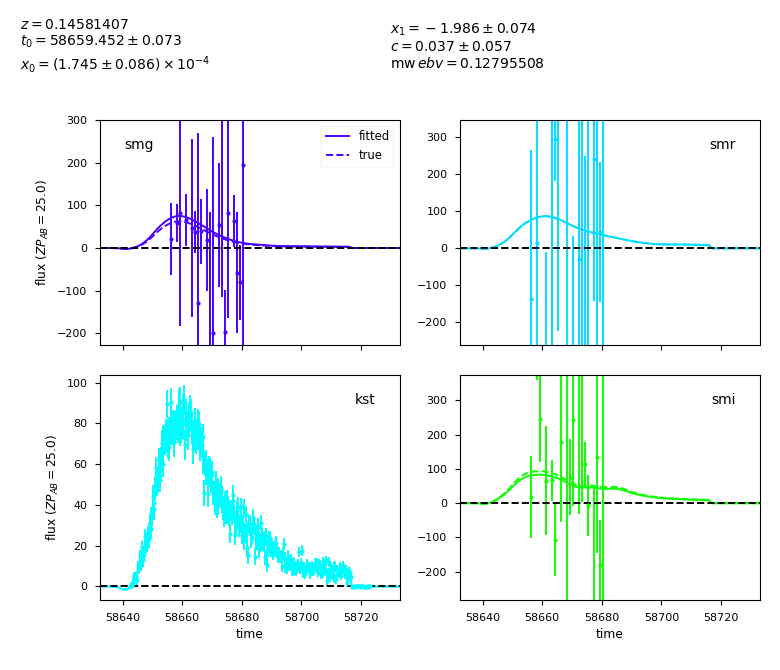 z = 0.14581407
t₀ = 58659.452 ± 0.073
x₀ = (1.745 ± 0.086) × 10⁻⁴
x₁ = −1.986 ± 0.074
c = 0.037 ± 0.057
mw ebv = 0.12795508
smg
fitted
true
flux (ZP_AB = 25.0)
300
200
100
0
−100
−200
smr
300
200
100
0
−100
−200
kst
flux (ZP_AB = 25.0)
100
80
60
40
20
0
58640 58660 58680 58700 58720
time
smi
300
200
100
0
−100
−200
58640 58660 58680 58700 58720
time